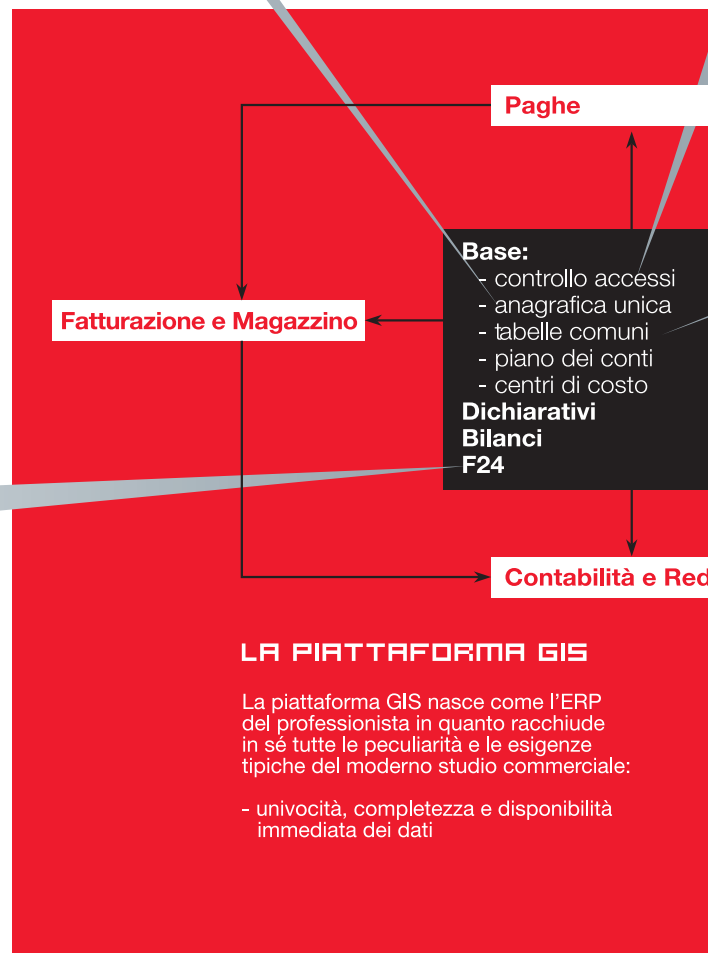 Paghe
Base:
- controllo accessi
- anagrafica unica
- tabelle comuni
- piano dei conti
- centri di costo
Dichiarativi
Bilanci
F24
Fatturazione e Magazzino
Contabilità e Red
LA PIATTAFORMA GIS
La piattaforma GIS nasce come l’ERP
del professionista in quanto racchiude
in sé tutte le peculiarità e le esigenze
tipiche del moderno studio commerciale:
- univocità, completezza e disponibilità
immediata dei dati